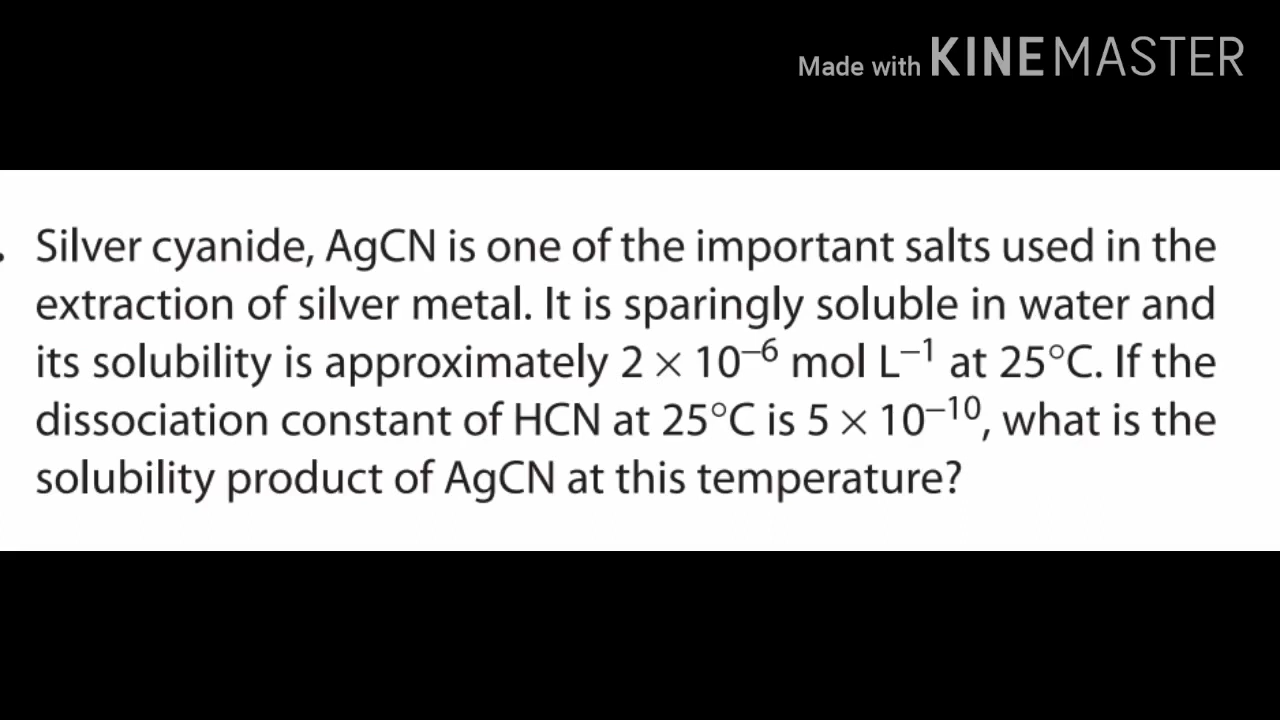 Made with KINEMASTER
. Silver cyanide, AgCN is one of the important salts used in the
extraction of silver metal. It is sparingly soluble in water and
its solubility is approximately 2 × 10⁻⁶ mol L⁻¹ at 25°C. If the
dissociation constant of HCN at 25°C is 5 × 10⁻¹⁰, what is the
solubility product of AgCN at this temperature?